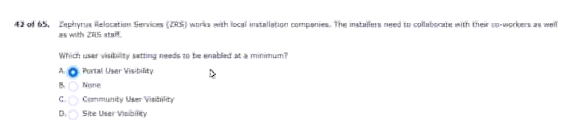 42 of 65. Zephyrus Relocation Services (ZRS) works with local installation companies. The installers need to collaborate with their co-workers as well
as with ZRS staff.
Which user visibility setting needs to be enabled at a minimum?
A. Portal User Visibility
B. None
C. Community User Visibility
D. Site User Visibility